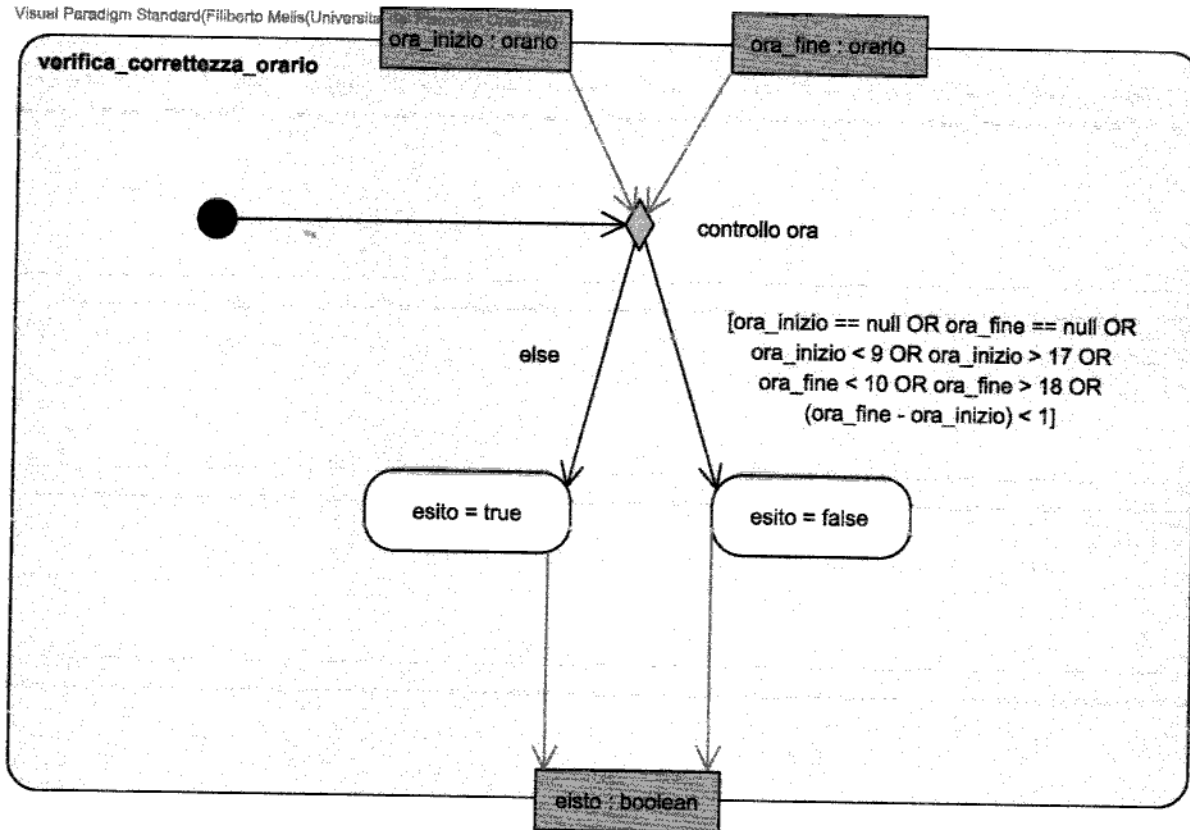 Visual Paradigm Standard(Filiberto Melis(Universita
ora_inizio : orario
ora_fine : orario
verifica_correttezza_orario
controllo ora
[ora_inizio == null OR ora_fine == null OR
ora_inizio < 9 OR ora_inizio > 17 OR
ora_fine < 10 OR ora_fine > 18 OR
(ora_fine - ora_inizio) < 1]
else
esito = true
esito = false
eisto : boolean